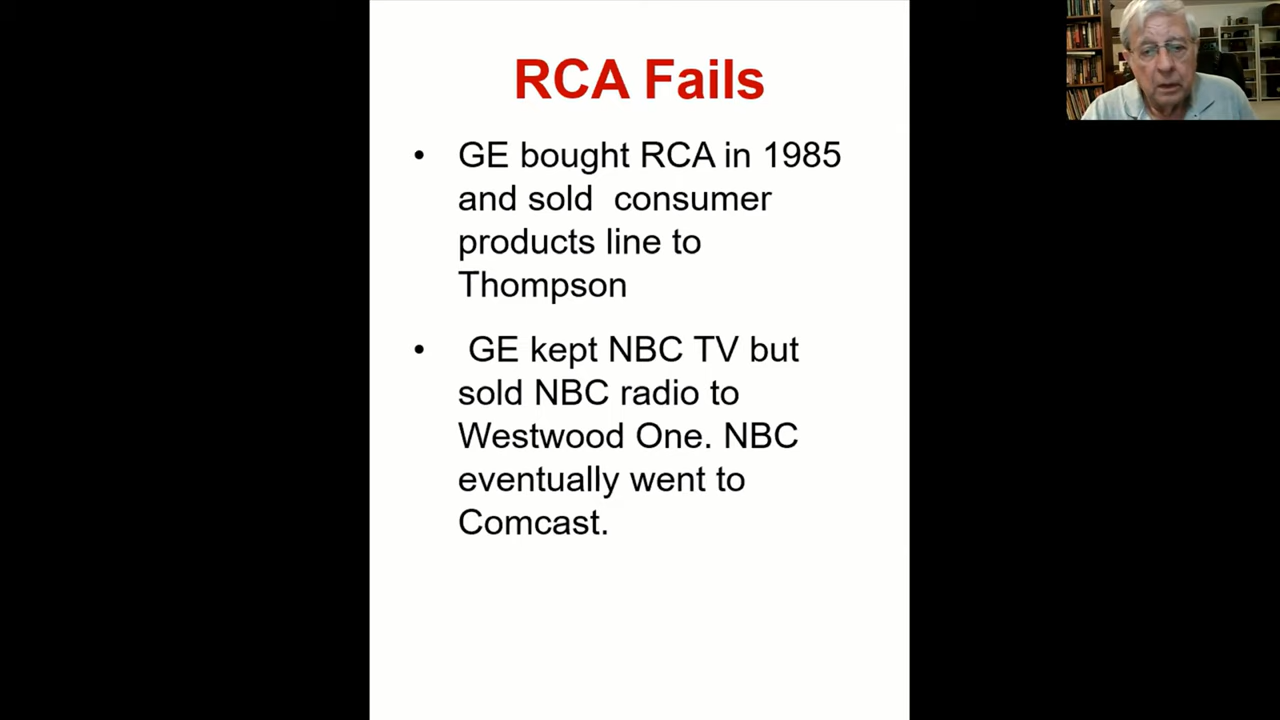 RCA Fails
• GE bought RCA in 1985
and sold  consumer
products line to
Thompson
•  GE kept NBC TV but
sold NBC radio to
Westwood One. NBC
eventually went to
Comcast.